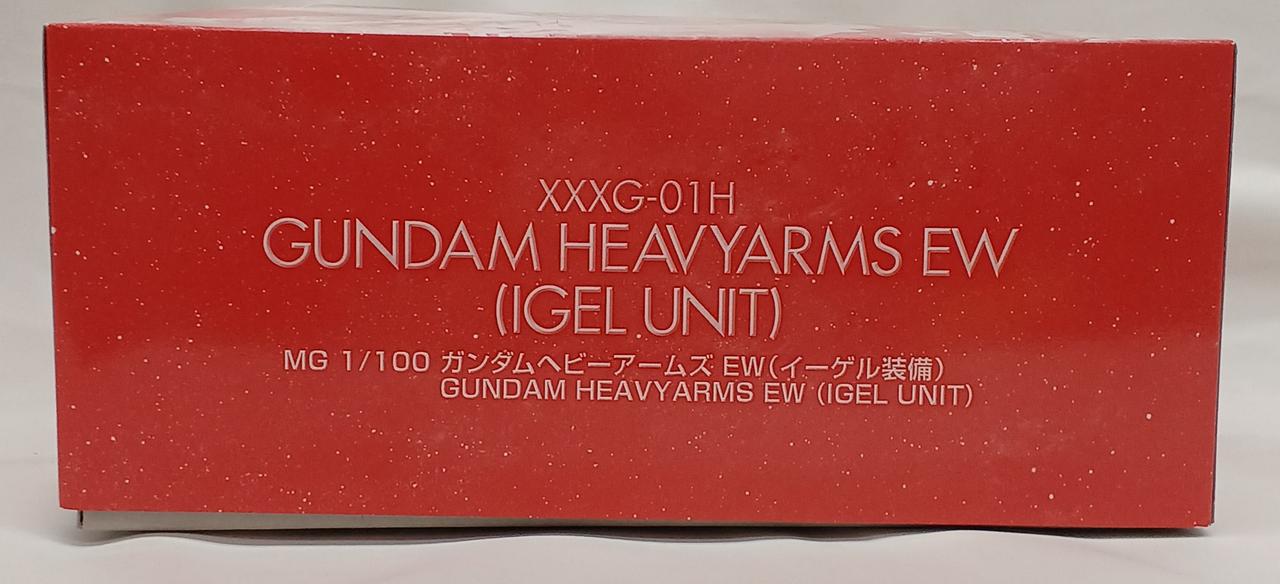 XXXG-01H
GUNDAM HEAVYARMS EW
(IGEL UNIT)
MG 1/100 ガンダムヘビーアームズ EW(イーゲル装備)
GUNDAM HEAVYARMS EW (IGEL UNIT)